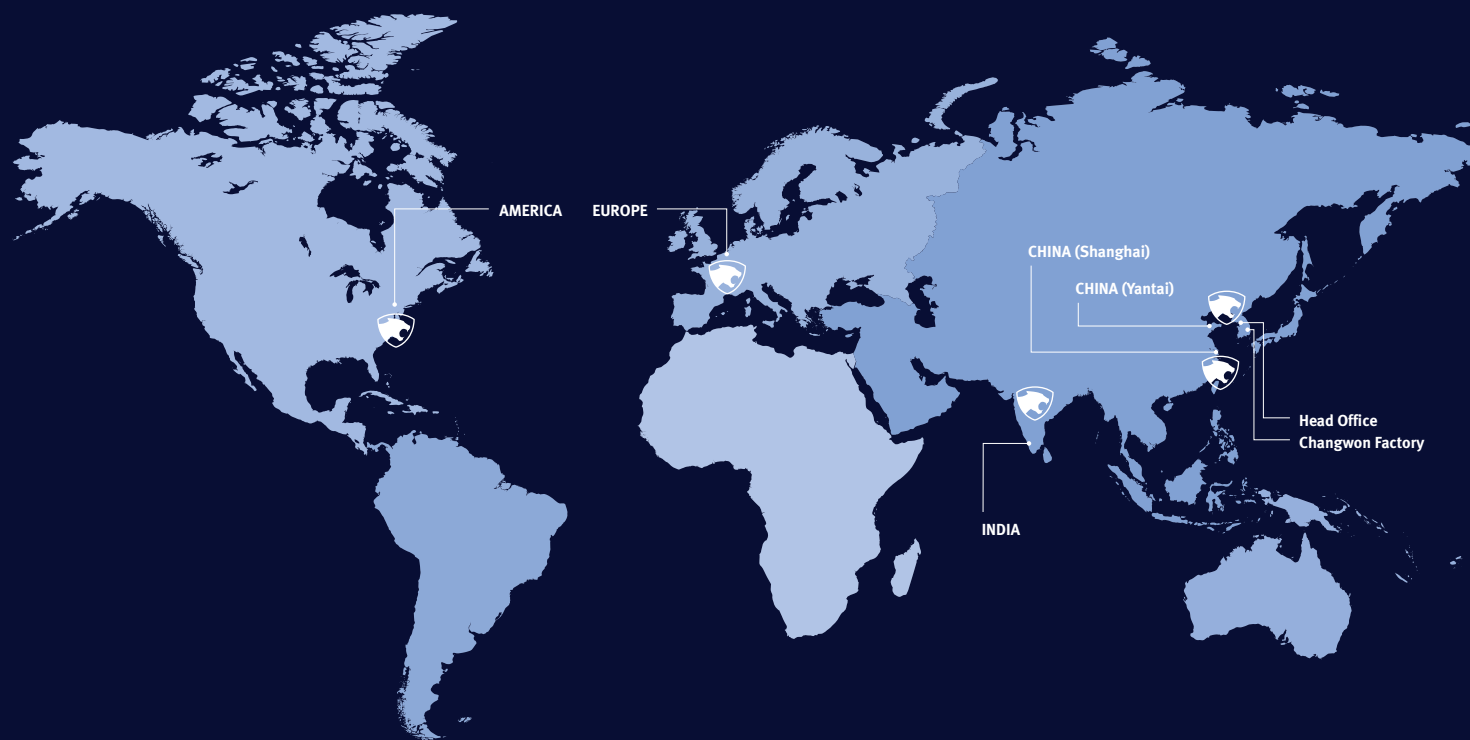 AMERICA
EUROPE
CHINA (Shanghai)
CHINA (Yantai)
Head Office
Changwon Factory
INDIA